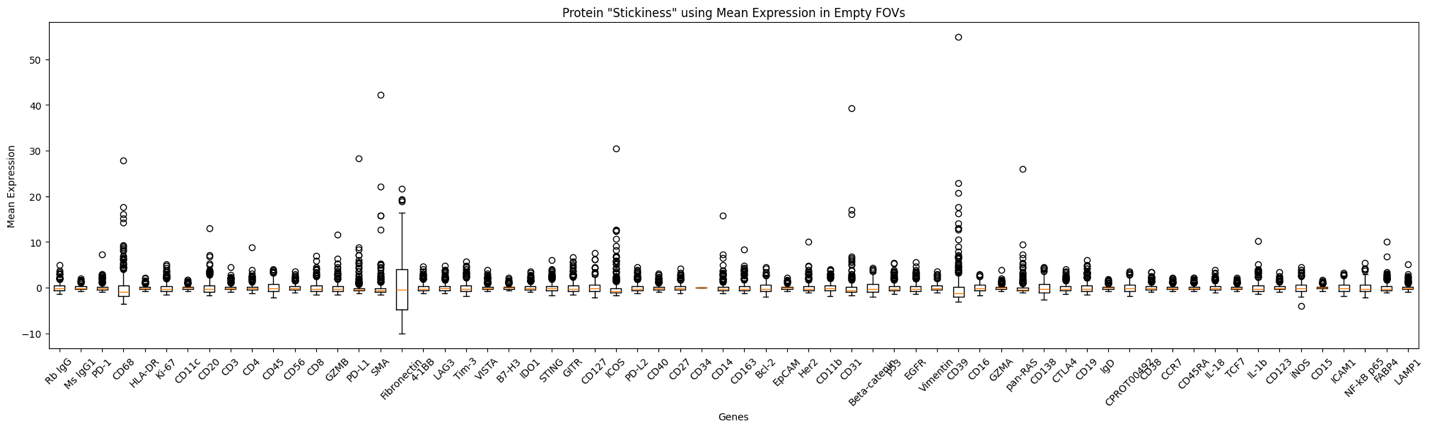 Protein "Stickiness" using Mean Expression in Empty FOVs
Mean Expression
50
40
30
20
10
0
−10
Rb IgG
Ms IgG1
PD-1
CD68
HLA-DR
Ki-67
CD11c
CD20
CD3
CD4
CD45
CD56
CD8
GZMB
PD-L1
SMA
Fibronectin
4-1BB
LAG3
Tim-3
VISTA
B7-H3
IDO1
STING
GITR
CD127
ICOS
PD-L2
CD40
CD27
CD34
CD14
CD163
Bcl-2
EpCAM
Her2
CD11b
CD31
Beta-catenin
p53
EGFR
Vimentin
CD39
CD16
GZMA
pan-RAS
CD138
CTLA4
CD19
IgD
CPROT00492
CD38
CCR7
CD45RA
IL-18
TCF7
IL-1b
CD123
iNOS
CD15
ICAM1
NF-kB p65
FABP4
LAMP1
Genes